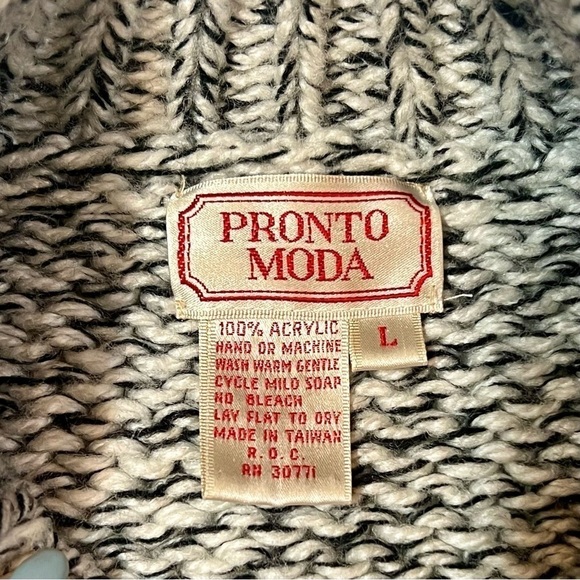 PRONTO
MODA
L
100% ACRYLIC
HAND OR MACHINE
WASH WARM GENTLE
CYCLE MILD SOAP
NO BLEACH
LAY FLAT TO DRY
MADE IN TAIWAN
R.O.C.
RN 30771